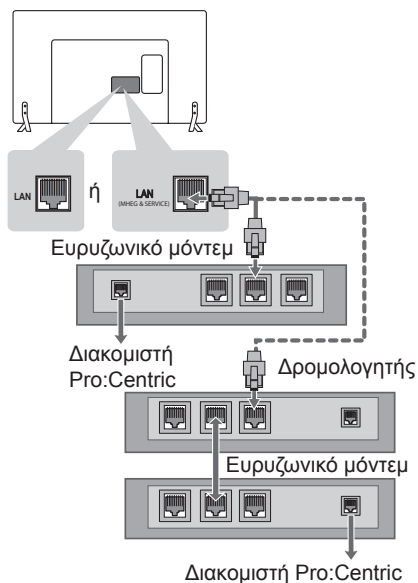 LAN
ή
LAN
(MHEG & SERVICE)
Ευρυζωνικό μόντεμ
Διακομιστή
Pro:Centric
Δρομολογητής
Ευρυζωνικό μόντεμ
Διακομιστή Pro:Centric